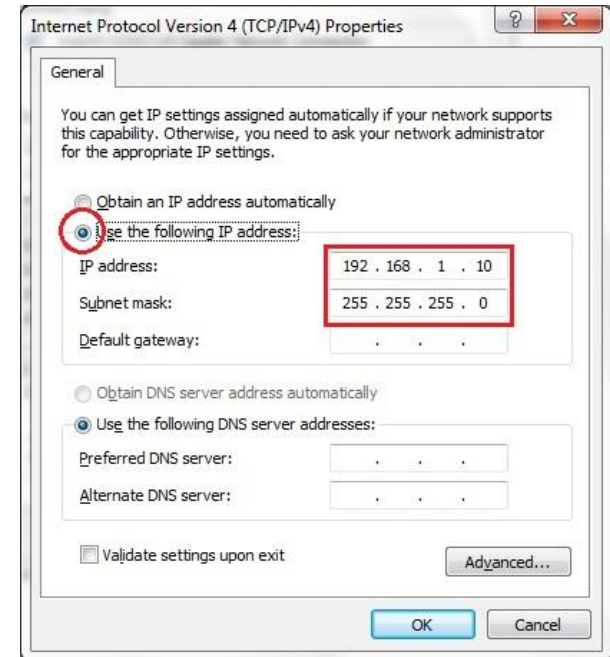 Internet Protocol Version 4 (TCP/IPv4) Properties
General
You can get IP settings assigned automatically if your network supports
this capability. Otherwise, you need to ask your network administrator
for the appropriate IP settings.
Obtain an IP address automatically
Use the following IP address:
IP address: 192 . 168 . 1 . 10
Subnet mask: 255 . 255 . 255 . 0
Default gateway: . . .
Obtain DNS server address automatically
Use the following DNS server addresses:
Preferred DNS server: . . .
Alternate DNS server: . . .
Validate settings upon exit
Advanced...
OK Cancel